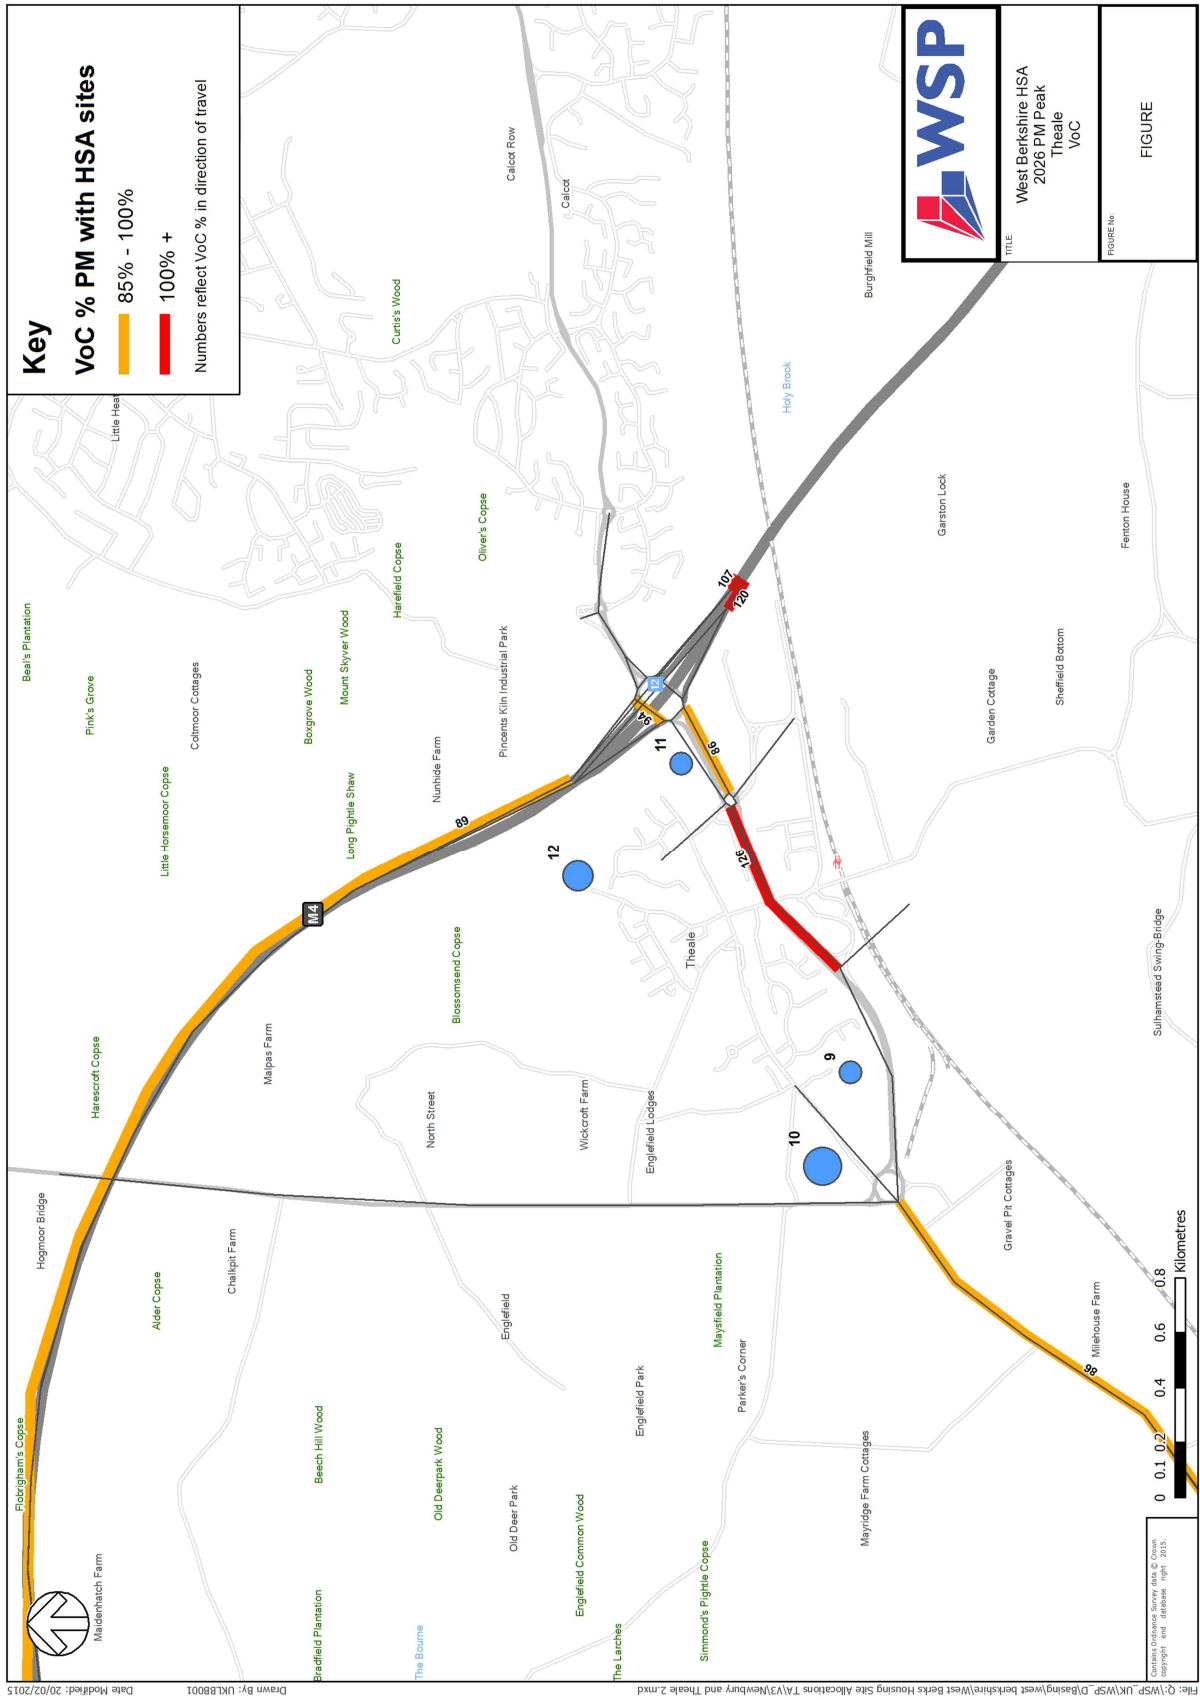 Key
VoC % PM with HSA sites
85% - 100%
100% +
Numbers reflect VoC % in direction of travel
WSP
TITLE:
West Berkshire HSA
2026 PM Peak
Theale
VoC
FIGURE No:
FIGURE
Flobrigham's Copse
Maidenhatch Farm
Hogmoor Bridge
Harescroft Copse
Beal's Plantation
Pink's Grove
Little Heat
Alder Copse
Little Horsemoor Copse
Coltmoor Cottages
Chalkpit Farm
Malpas Farm
M4
Bradfield Plantation
Beech Hill Wood
Boxgrove Wood
Long Pightle Shaw
Mount Skyver Wood
Harefield Copse
Curtis's Wood
The Bourne
Old Deerpark Wood
North Street
Blossomsend Copse
Nunhide Farm
89
Oliver's Copse
Pincents Kiln Industrial Park
Calcot Row
Calcot
Old Deer Park
Englefield
12
Englefield Common Wood
Wickcroft Farm
The Larches
Englefield Park
Englefield Lodges
94
12
11
Simmond's Pightle Copse
Maysfield Plantation
Parker's Corner
Theale
86
107
120
126
10
9
Holy Brook
Burghfield Mill
Mayridge Farm Cottages
Garston Lock
Garden Cottage
Gravel Pit Cottages
Sheffield Bottom
Fenton House
Milehouse Farm
98
Sulhamstead Swing-Bridge
0 0.1 0.2 0.4 0.6 0.8
Kilometres
Contains Ordnance Survey data © Crown
copyright and database right 2015.
File: Q:\WSP_UK\WSP_D\Basing\west berkshire\West Berks Housing Site Allocations TA\V3\Newbury and Theale 2.mxd
Drawn By: UKLBB001
Date Modified: 20/02/2015